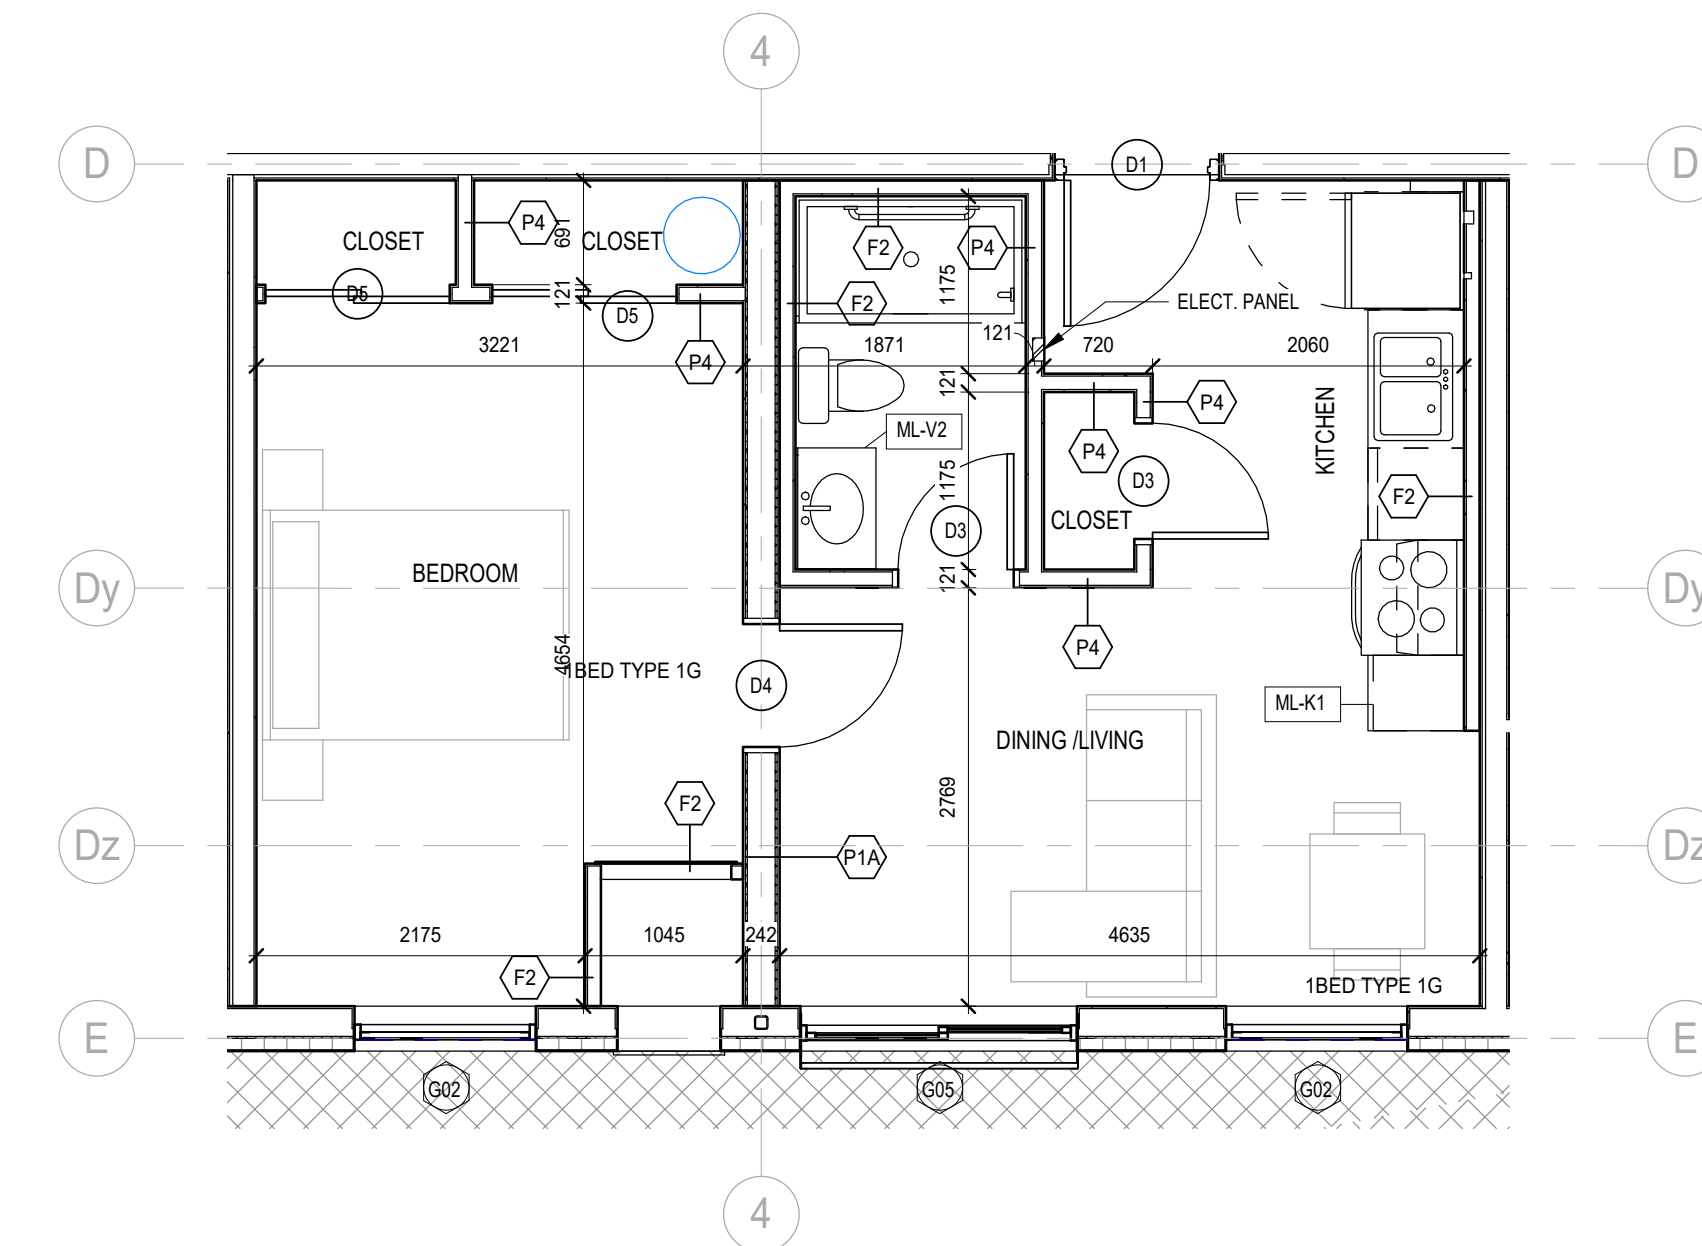 4
D
D1
D
P4
691
CLOSET
CLOSET
F2
P4
1175
D5
121
D5
F2
ELECT. PANEL
3221
P4
1871
121
720
2060
121
P4
KITCHEN
ML-V2
P4
1175
D3
F2
CLOSET
D3
BEDROOM
121
Dy
Dy
4654
1BED TYPE 1G
P4
D4
ML-K1
DINING /LIVING
2769
F2
Dz
P1A
Dz
2175
1045
242
4635
F2
1BED TYPE 1G
E
E
G02
G05
G02
4